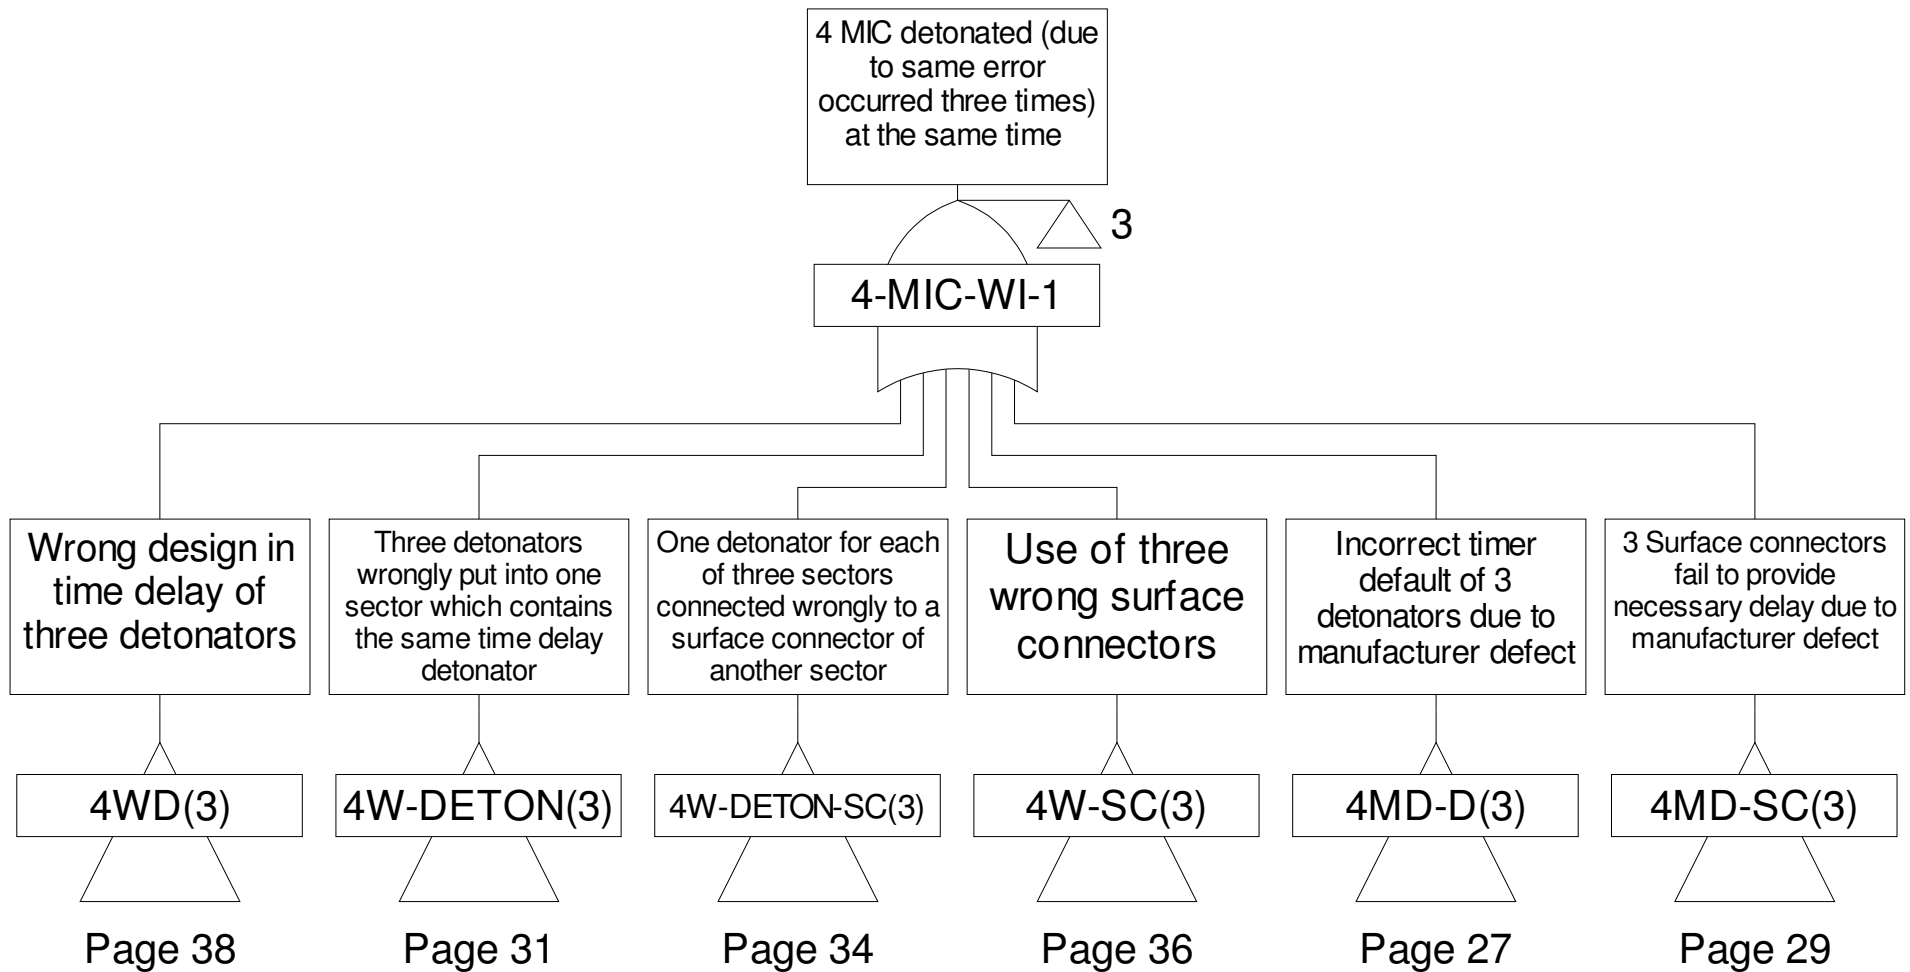 4 MIC detonated (due
to same error
occurred three times)
at the same time
3
4-MIC-WI-1
Wrong design in
time delay of
three detonators
Three detonators
wrongly put into one
sector which contains
the same time delay
detonator
One detonator for each
of three sectors
connected wrongly to a
surface connector of
another sector
Use of three
wrong surface
connectors
Incorrect timer
default of 3
detonators due to
manufacturer defect
3 Surface connectors
fail to provide
necessary delay due to
manufacturer defect
4WD(3)
4W-DETON(3)
4W-DETON-SC(3)
4W-SC(3)
4MD-D(3)
4MD-SC(3)
Page 38
Page 31
Page 34
Page 36
Page 27
Page 29